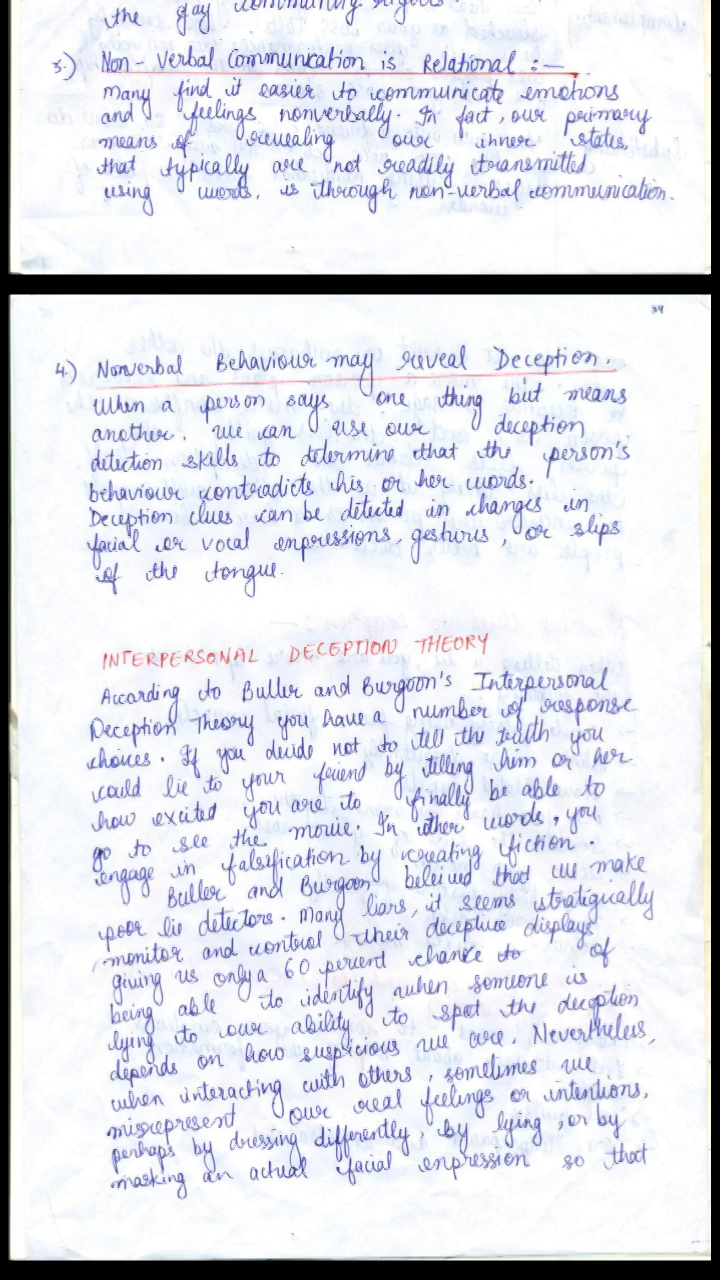 the gay community rights
3.) Non-Verbal Communication is Relational :—
many find it easier to communicate emotions
and feelings nonverbally. In fact, our primary
means of revealing our inner states,
that typically are not readily transmitted
using words, is through non-verbal communication.
34
4.) Nonverbal Behaviour may reveal Deception.
When a person says one thing but means
another. we can use our deception
detection skills to determine that the person's
behaviour contradicts his or her words.
Deception clues can be detected in changes in
facial or vocal expressions, gestures, or slips
of the tongue.
INTERPERSONAL DECEPTION THEORY
According to Buller and Burgoon's Interpersonal
Deception Theory you have a number of response
choices. If you decide not to tell the truth you
could lie to your friend by telling him or her
how excited you are to finally be able to
go to see the movie. In other words, you
engage in falsification by creating fiction.
Buller and Burgoon beleived that we make
poor lie detectors. Many liars, it seems stratigically
monitor and control their deceptive displays
giving us only a 60 percent chance to of
being able to identify when someone is
lying to our ability to spot the deception
depends on how suspicious we are. Nevertheless,
when interacting with others, sometimes we
misrepresent our real feelings or intentions,
perhaps by dressing differently, by lying, or by
masking an actual facial expression so that